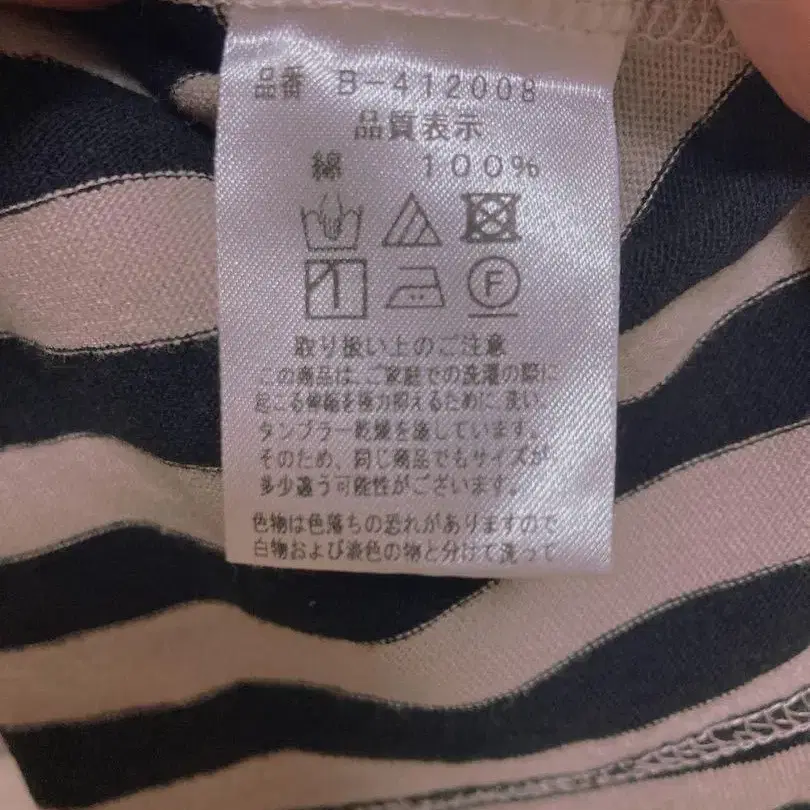 品番 B-412008
品質表示
綿 100%
F
取り扱い上のご注意
この商品は、ご家庭での洗濯の際に
起こる伸縮を極力抑えるために洗い、
タンブラー乾燥を施しています。
そのため、同じ商品でもサイズが
多少違う可能性がございます。
色物は色落ちの恐れがありますので
白物および淡色の物と分けて洗って